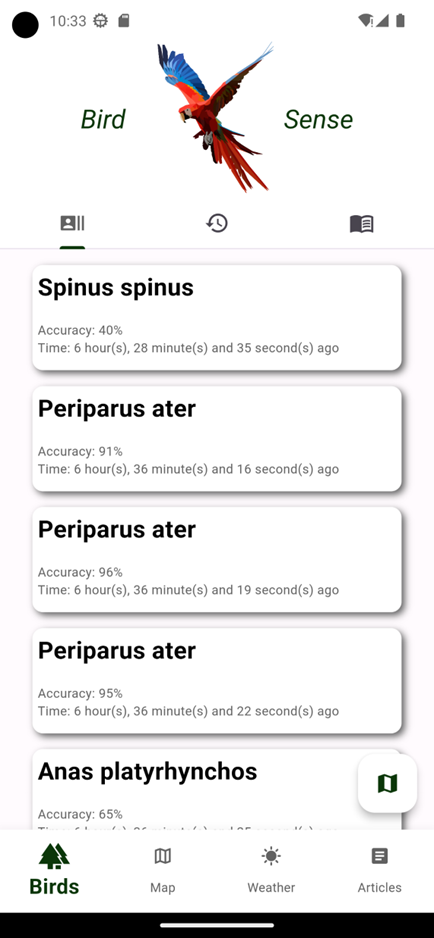 10:33
Bird Sense
Spinus spinus
Accuracy: 40%
Time: 6 hour(s), 28 minute(s) and 35 second(s) ago
Periparus ater
Accuracy: 91%
Time: 6 hour(s), 36 minute(s) and 16 second(s) ago
Periparus ater
Accuracy: 96%
Time: 6 hour(s), 36 minute(s) and 19 second(s) ago
Periparus ater
Accuracy: 95%
Time: 6 hour(s), 36 minute(s) and 22 second(s) ago
Anas platyrhynchos
Accuracy: 65%
Birds Map Weather Articles